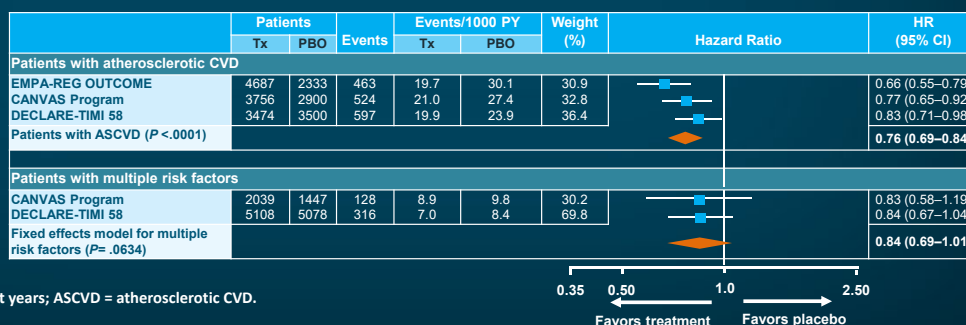 Patients Events Events/1000 PY Weight (%) Hazard Ratio HR (95% CI)
Tx PBO Tx PBO
Patients with atherosclerotic CVD
EMPA-REG OUTCOME 4687 2333 463 19.7 30.1 30.9 0.66 (0.55–0.79
CANVAS Program 3756 2900 524 21.0 27.4 32.8 0.77 (0.65–0.92
DECLARE-TIMI 58 3474 3500 597 19.9 23.9 36.4 0.83 (0.71–0.98
Patients with ASCVD (P <.0001) 0.76 (0.69–0.84
Patients with multiple risk factors
CANVAS Program 2039 1447 128 8.9 9.8 30.2 0.83 (0.58–1.19
DECLARE-TIMI 58 5108 5078 316 7.0 8.4 69.8 0.84 (0.67–1.04
Fixed effects model for multiple
risk factors (P= .0634) 0.84 (0.69–1.01
0.35 0.50 1.0 2.50
t years; ASCVD = atherosclerotic CVD.
Favors treatment Favors placebo